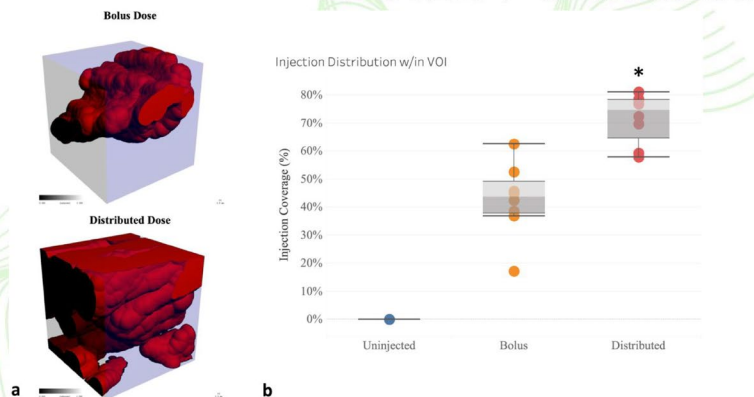 Bolus Dose
Distributed Dose
a
Injection Distribution w/in VOI
*
Injection Coverage (%)
80%
70%
60%
50%
40%
30%
20%
10%
0%
Uninjected Bolus Distributed
b